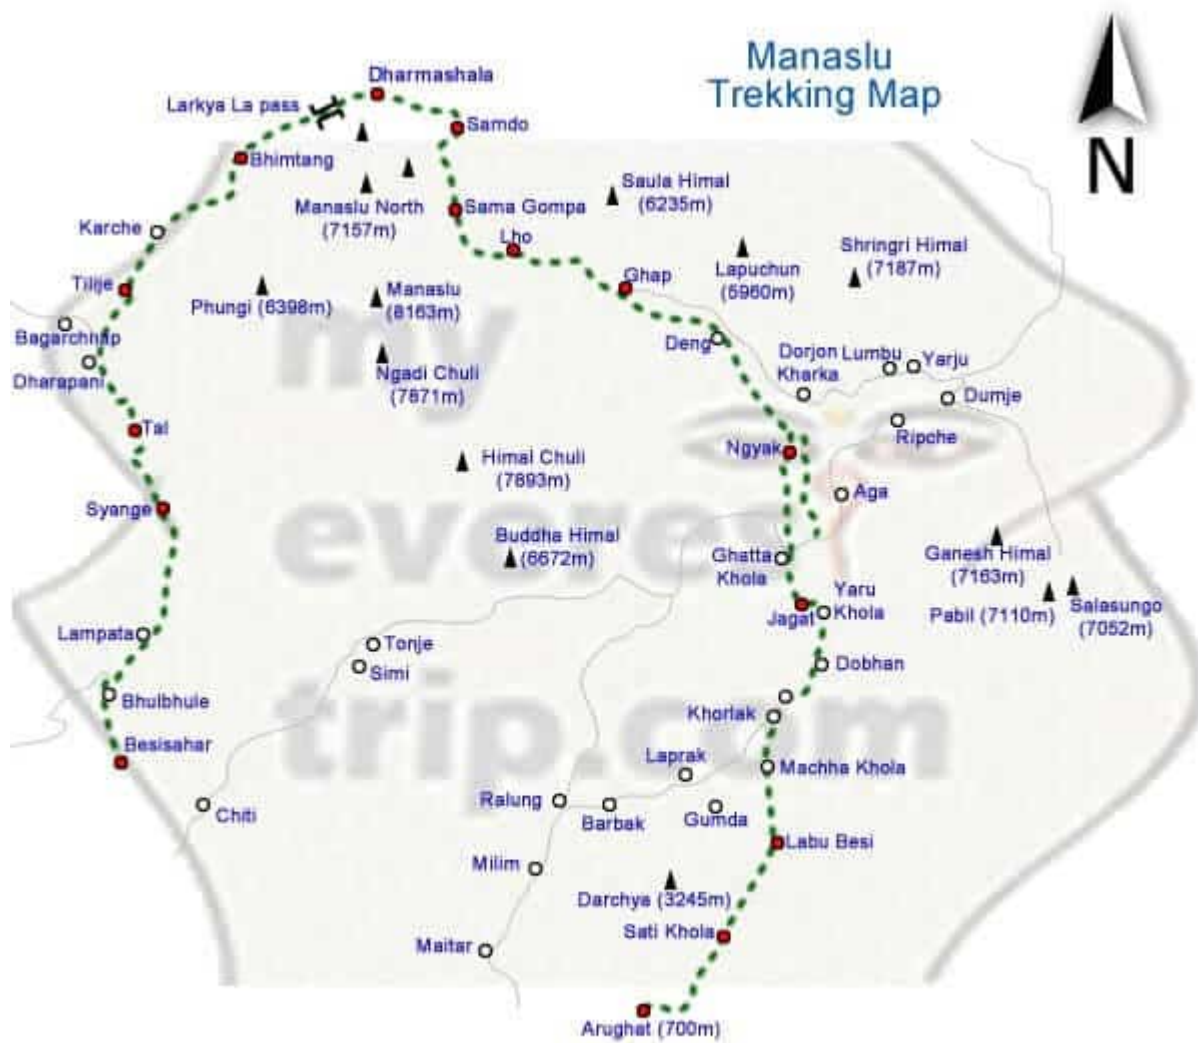 Manaslu
Trekking Map
N
Dharmashala
Larkya La pass
Samdo
Bhimtang
Saula Himal
(6235m)
Manaslu North
(7157m)
Sama Gompa
Karche
Lho
Shringri Himal
(7187m)
Lapuchun
(5960m)
Ghap
Tilije
Phungi (6398m)
Manaslu
(8163m)
my
Bagarchhap
Deng
Dorjon
Kharka
Lumbu
Yarju
Dharapani
Ngadi Chuli
(7871m)
Dumje
Tal
Ripche
Ngyak
Himal Chuli
(7893m)
Aga
Syange
everest
Buddha Himal
(6672m)
Ghatta
Khola
Ganesh Himal
(7163m)
Yaru
Khola
Pabil (7110m)
Salasungo
(7052m)
Jagat
Lampata
Tonje
Simi
Dobhan
Bhulbhule
trip.com
Khorlak
Besisahar
Laprak
Machha Khola
Ralung
Barbak
Gumda
Chiti
Labu Besi
Milim
Darchya (3245m)
Sati Khola
Maitar
Arughat (700m)